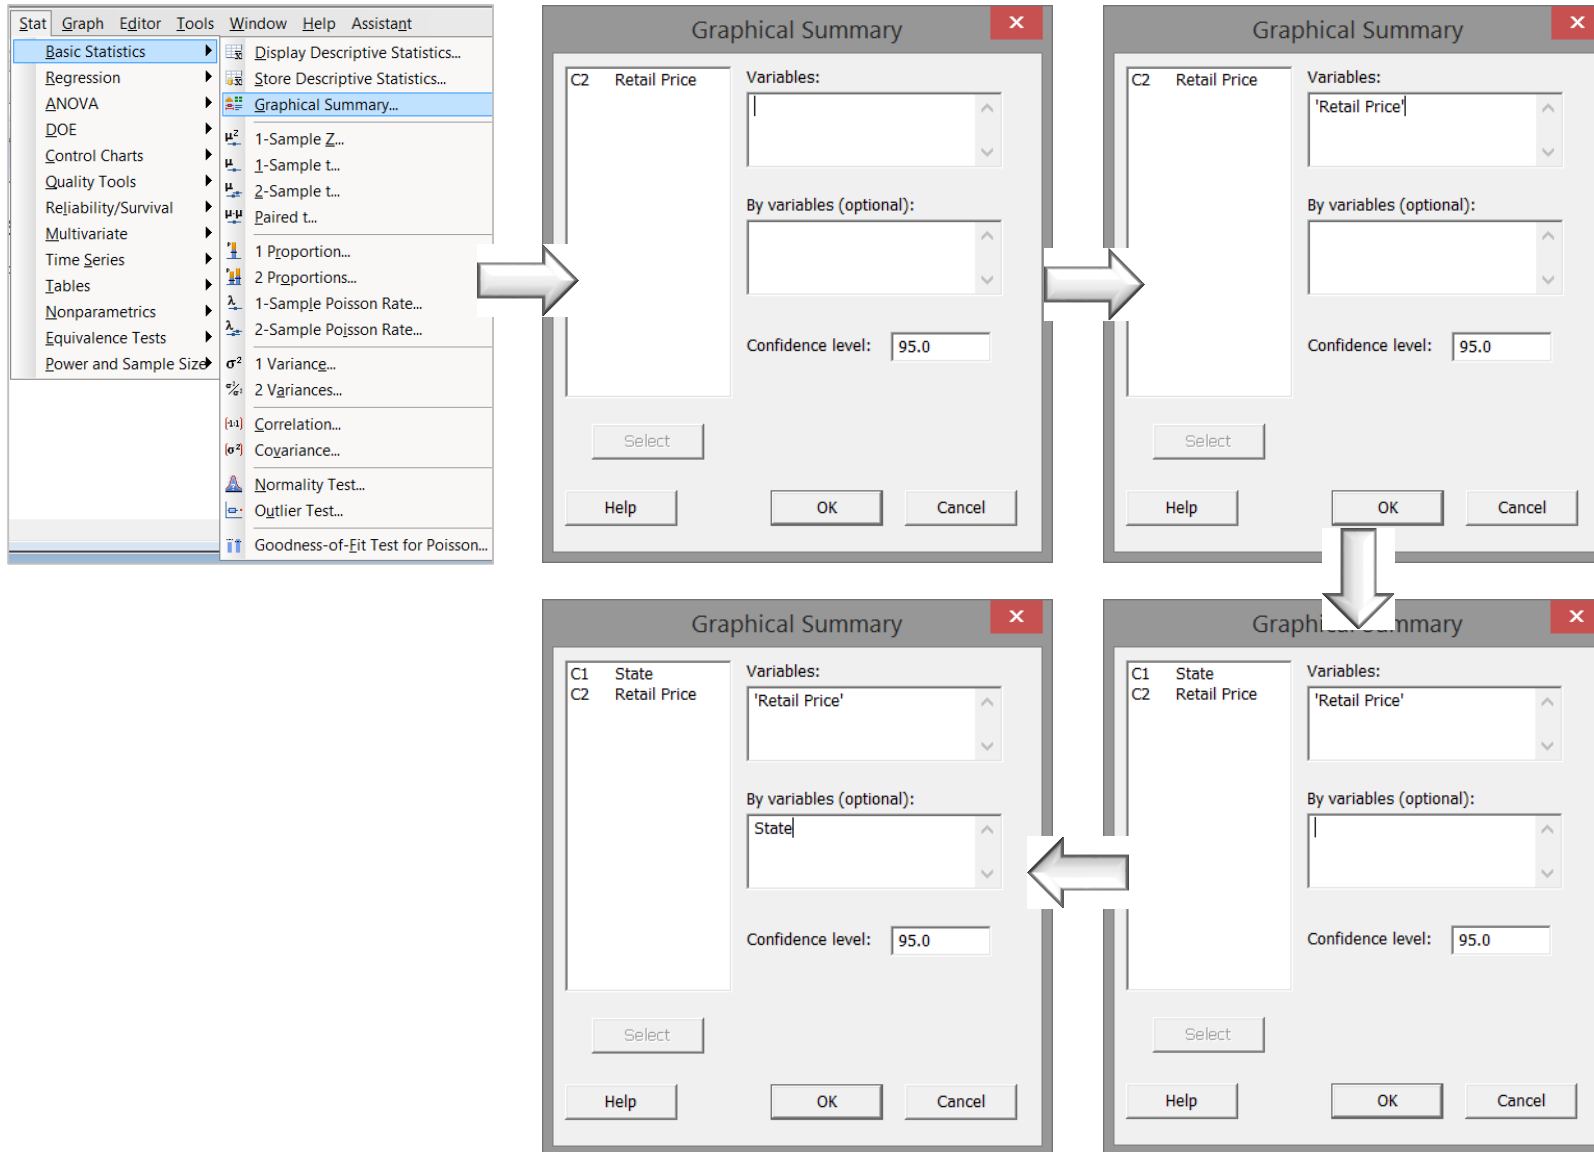 Stat Graph Editor Tools Window Help Assistant
Basic Statistics
Regression
ANOVA
DOE
Control Charts
Quality Tools
Reliability/Survival
Multivariate
Time Series
Tables
Nonparametrics
Equivalence Tests
Power and Sample Size
Display Descriptive Statistics...
Store Descriptive Statistics...
Graphical Summary...
μz 1-Sample Z...
μ 1-Sample t...
μ 2-Sample t...
μ-μ Paired t...
1 Proportion...
2 Proportions...
λ 1-Sample Poisson Rate...
λ 2-Sample Poisson Rate...
σ² 1 Variance...
2 Variances...
Correlation...
(σ²) Covariance...
Normality Test...
Outlier Test...
Goodness-of-Fit Test for Poisson...
Graphical Summary
C2 Retail Price
Variables:
By variables (optional):
Confidence level: 95.0
Select
Help OK Cancel
Graphical Summary
C2 Retail Price
Variables:
'Retail Price'
By variables (optional):
Confidence level: 95.0
Select
Help OK Cancel
Graphical Summary
C1 State
C2 Retail Price
Variables:
'Retail Price'
By variables (optional):
Confidence level: 95.0
Select
Help OK Cancel
Graphical Summary
C1 State
C2 Retail Price
Variables:
'Retail Price'
By variables (optional):
State
Confidence level: 95.0
Select
Help OK Cancel